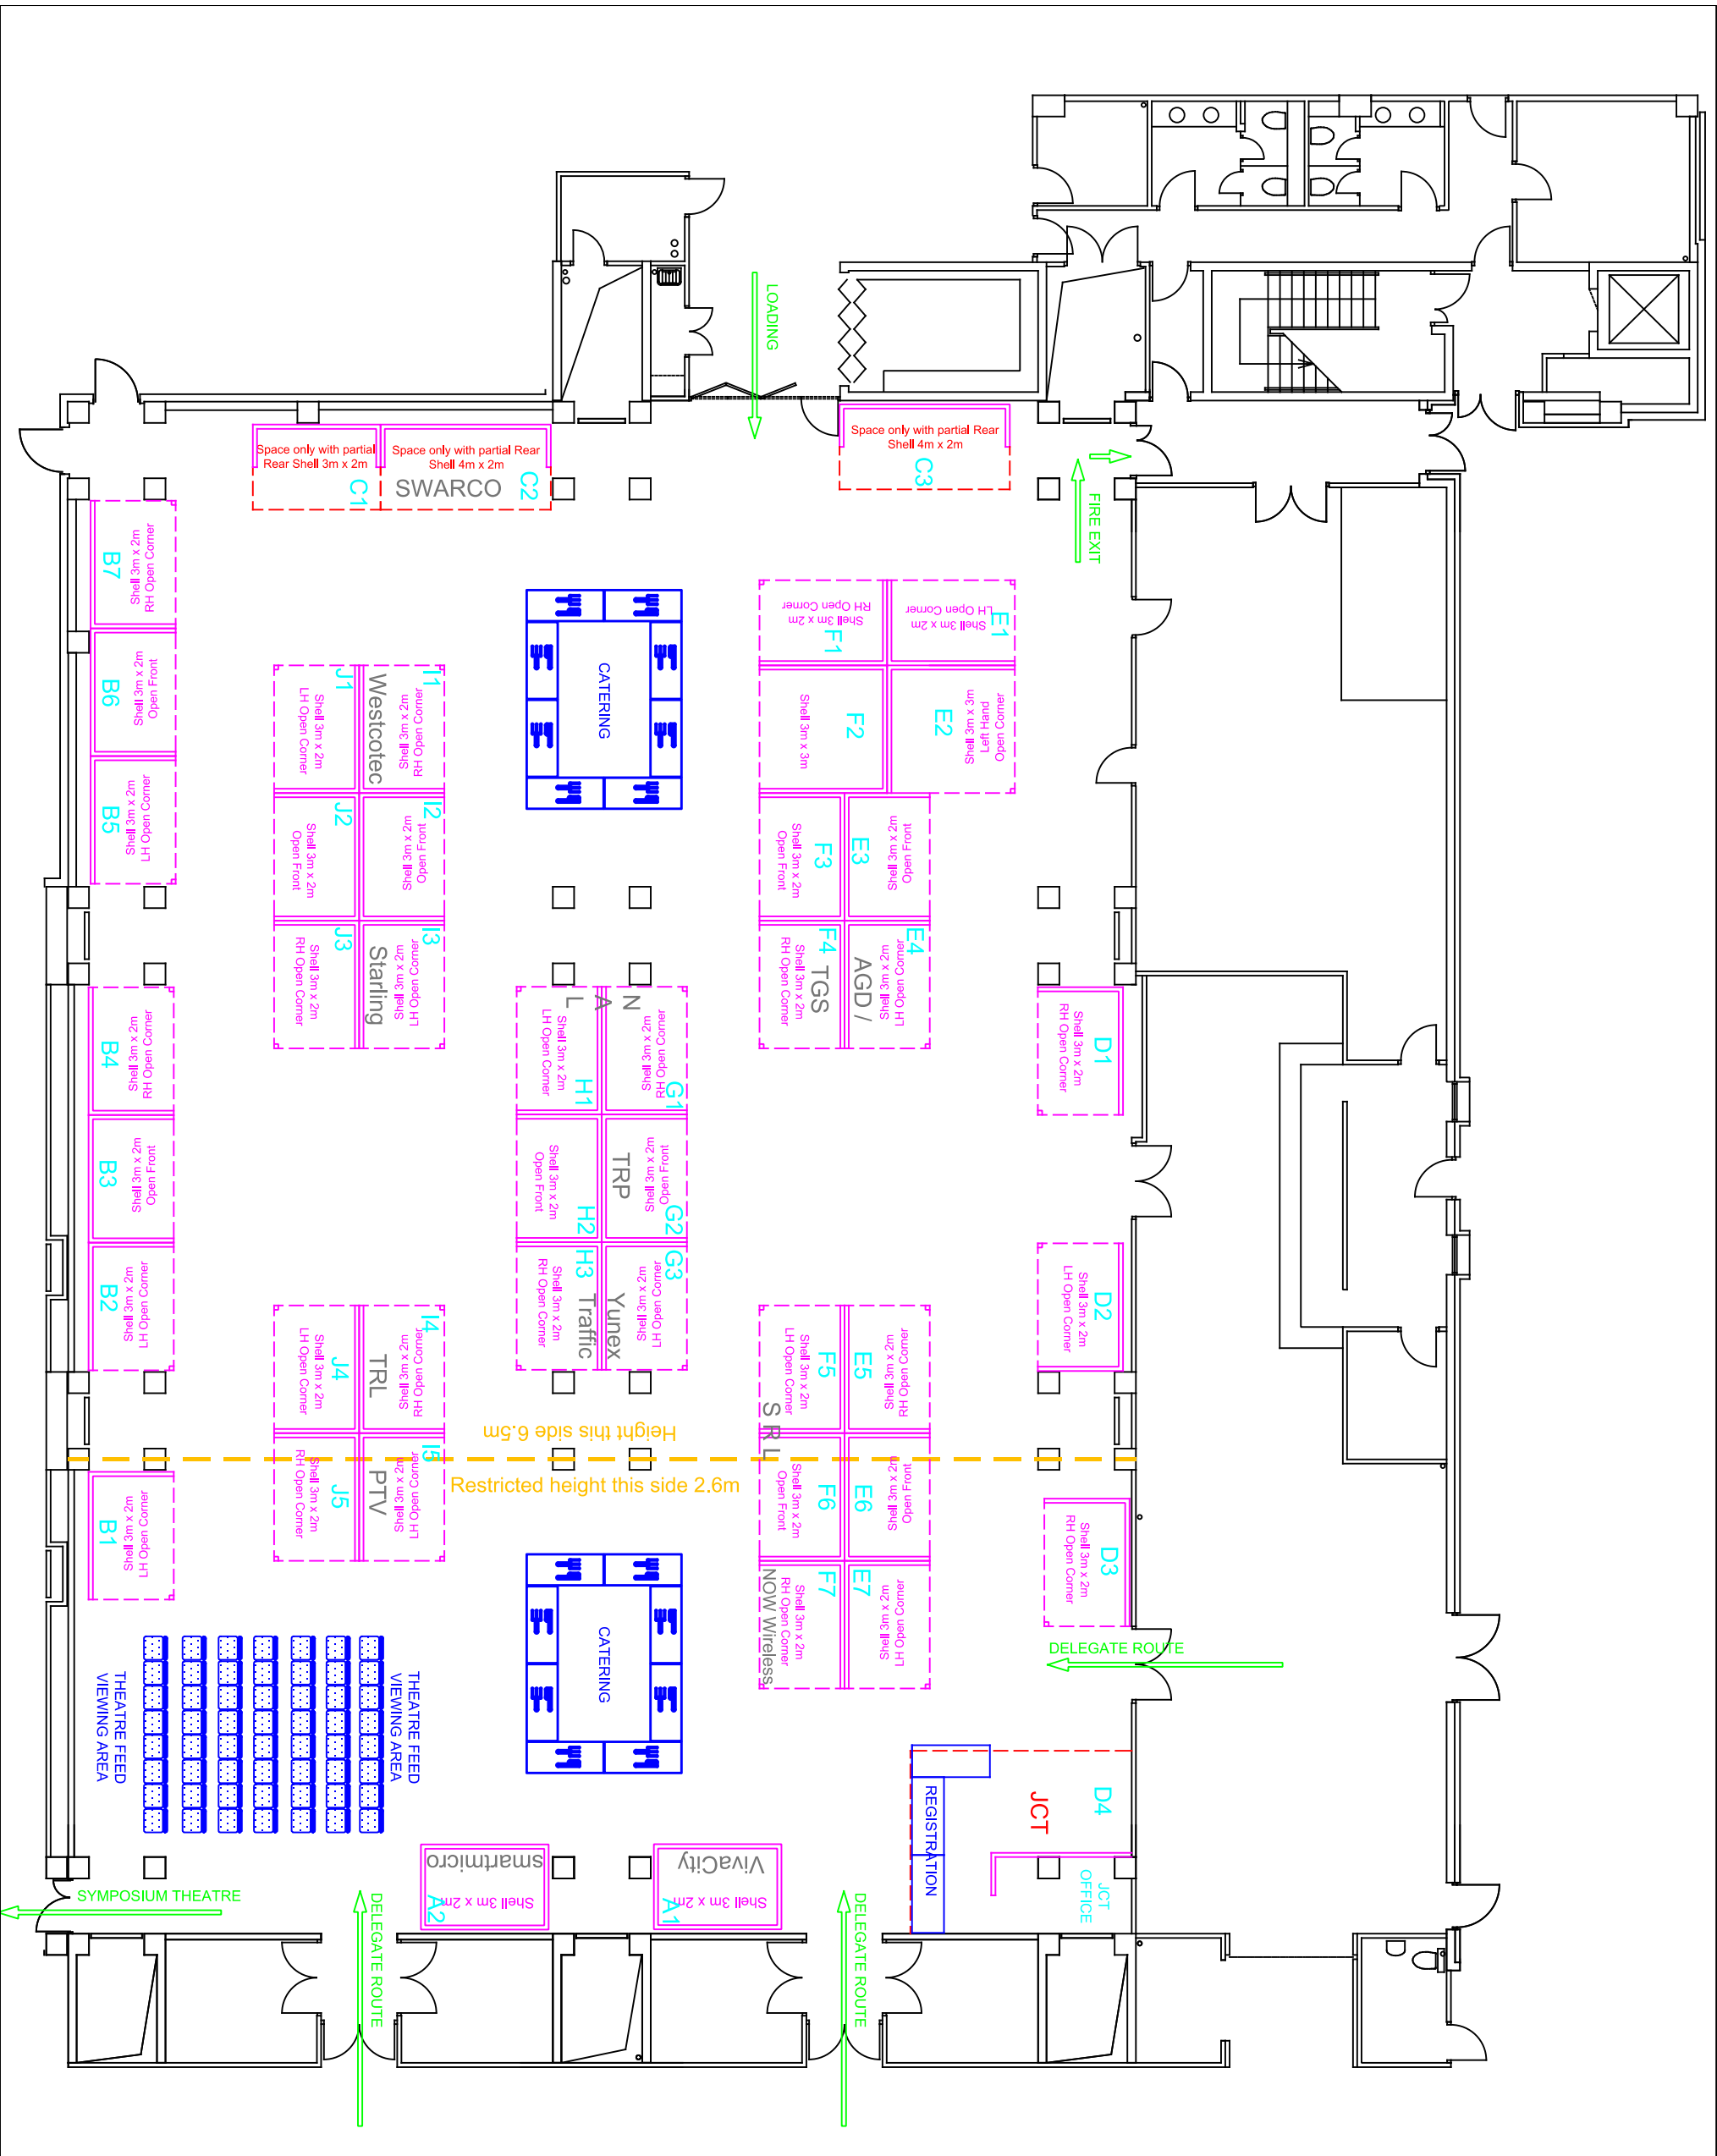 LOADING
Space only with partial
Rear Shell 3m x 2m
C1
Space only with partial Rear
Shell 4m x 2m
C2
SWARCO
Space only with partial Rear
Shell 4m x 2m
C3
FIRE EXIT
B7
Shell 3m x 2m
RH Open Corner
B6
Shell 3m x 2m
Open Front
B5
Shell 3m x 2m
LH Open Corner
J1
Shell 3m x 2m
LH Open Corner
I1
Shell 3m x 2m
RH Open Corner
Westcotec
J2
Shell 3m x 2m
Open Front
I2
Shell 3m x 2m
Open Front
J3
Shell 3m x 2m
RH Open Corner
I3
Shell 3m x 2m
LH Open Corner
Starling
CATERING
F1
Shell 3m x 2m
RH Open Corner
E1
Shell 3m x 2m
LH Open Corner
F2
Shell 3m x 3m
E2
Open Corner
Left Hand
Shell 3m x 3m
F3
Shell 3m x 2m
Open Front
E3
Shell 3m x 2m
Open Front
F4
Shell 3m x 2m
RH Open Corner
E4
Shell 3m x 2m
LH Open Corner
AGD /
TGS
B4
Shell 3m x 2m
RH Open Corner
B3
Shell 3m x 2m
Open Front
B2
Shell 3m x 2m
LH Open Corner
L A N
H1
Shell 3m x 2m
LH Open Corner
G1
Shell 3m x 2m
RH Open Corner
H2
Shell 3m x 2m
Open Front
G2
Shell 3m x 2m
Open Front
TRP
H3
Shell 3m x 2m
RH Open Corner
G3
Shell 3m x 2m
LH Open Corner
Yunex
Traffic
D1
Shell 3m x 2m
RH Open Corner
D2
Shell 3m x 2m
LH Open Corner
J4
Shell 3m x 2m
LH Open Corner
I4
Shell 3m x 2m
RH Open Corner
TRL
J5
Shell 3m x 2m
RH Open Corner
I5
Shell 3m x 2m
LH Open Corner
PTV
Height this side 6.5m
Restricted height this side 2.6m
F5
Shell 3m x 2m
LH Open Corner
E5
Shell 3m x 2m
RH Open Corner
S R L
F6
Shell 3m x 2m
Open Front
E6
Shell 3m x 2m
Open Front
F7
Shell 3m x 2m
RH Open Corner
NOW Wireless
E7
Shell 3m x 2m
LH Open Corner
B1
Shell 3m x 2m
LH Open Corner
D3
Shell 3m x 2m
RH Open Corner
DELEGATE ROUTE
CATERING
THEATRE FEED
VIEWING AREA
THEATRE FEED
VIEWING AREA
D4
JCT
REGISTRATION
JCT
OFFICE
smartmicro
Shell 3m x 2m
A2
VivaCity
Shell 3m x 2m
A1
SYMPOSIUM THEATRE
DELEGATE ROUTE
DELEGATE ROUTE